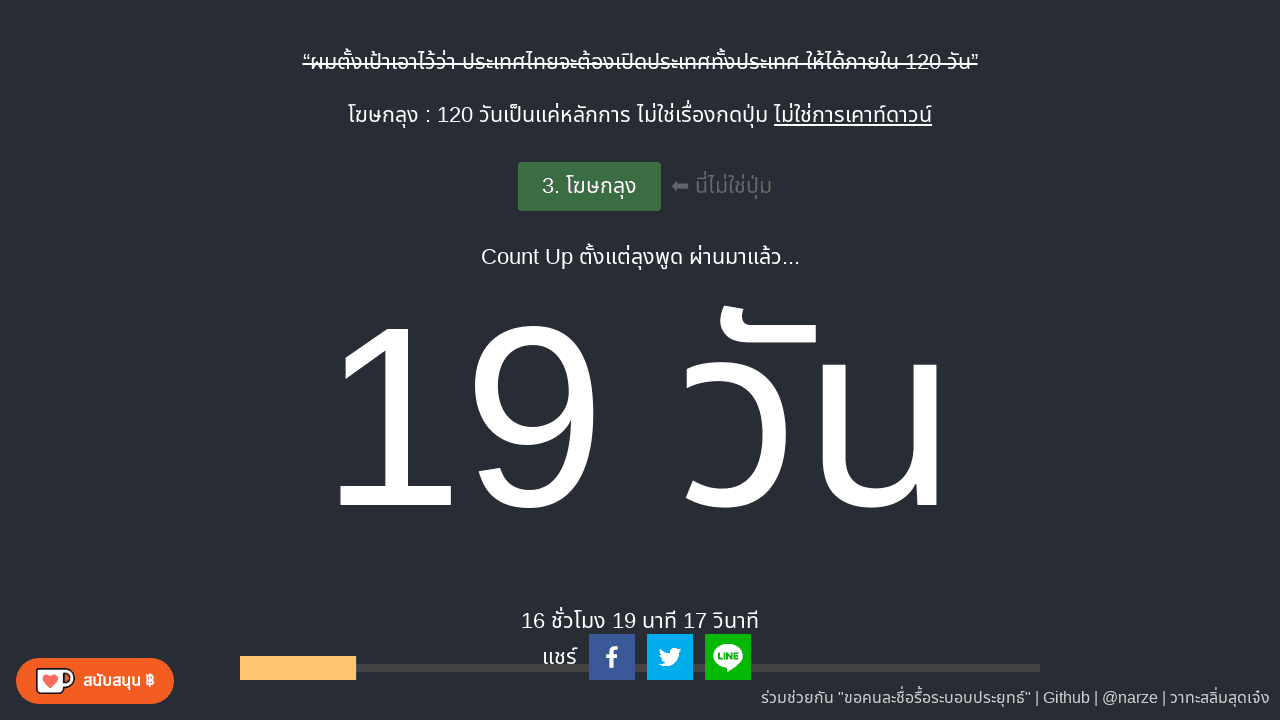 “ผมตั้งเป้าเอาไว้ว่า ประเทศไทยจะต้องเปิดประเทศทั้งประเทศ ให้ได้ภายใน 120 วัน”
โฆษกลุง : 120 วันเป็นแค่หลักการ ไม่ใช่เรื่องกดปุ่ม ไม่ใช่การเคาท์ดาวน์
3. โฆษกลุง ⬅ นี่ไม่ใช่ปุ่ม
Count Up ตั้งแต่ลุงพูด ผ่านมาแล้ว...
19 วัน
16 ชั่วโมง 19 นาที 17 วินาที
แชร์ LINE
สนับสนุน ฿
ร่วมช่วยกัน "ขอคนละชื่อรื้อระบอบประยุทธ์" | Github | @narze | วาทะสลิ่มสุดเจ๋ง